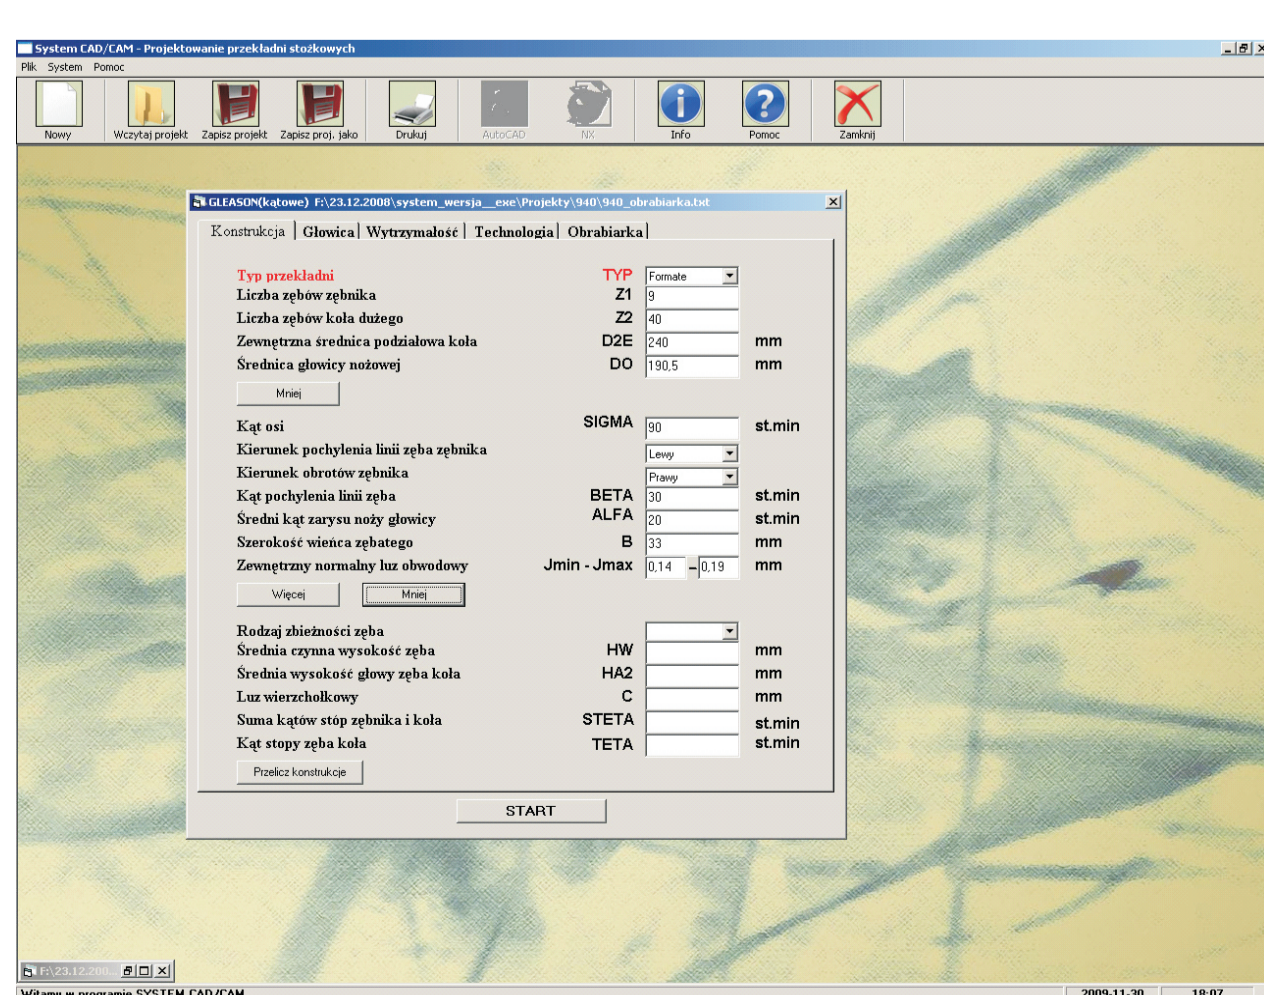 System CAD/CAM - Projektowanie przekładni stożkowych
Plik System Pomoc
Nowy Wczytaj projekt Zapisz projekt Zapisz proj. jako Drukuj AutoCAD NX Info Pomoc Zamknij
GLEASON(kątowe) F:\23.12.2008\system_wersja__exe\Projekty\940\940_obrabiarka.txt
Konstrukcja Głowica Wytrzymałość Technologia Obrabiarka
Typ przekładni TYP Formate
Liczba zębów zębnika Z1 9
Liczba zębów koła dużego Z2 40
Zewnętrzna średnica podziałowa koła D2E 240 mm
Średnica głowicy nożowej DO 190,5 mm
Mniej
Kąt osi SIGMA 90 st.min
Kierunek pochylenia linii zęba zębnika Lewy
Kierunek obrotów zębnika Prawy
Kąt pochylenia linii zęba BETA 30 st.min
Średni kąt zarysu noży głowicy ALFA 20 st.min
Szerokość wieńca zębatego B 33 mm
Zewnętrzny normalny luz obwodowy Jmin - Jmax 0,14 – 0,19 mm
Więcej Mniej
Rodzaj zbieżności zęba
Średnia czynna wysokość zęba HW mm
Średnia wysokość głowy zęba koła HA2 mm
Luz wierzchołkowy C mm
Suma kątów stóp zębnika i koła STETA st.min
Kąt stopy zęba koła TETA st.min
Przelicz konstrukcje
START
F:\23.12.200...
Witamy w programie SYSTEM CAD/CAM 2009-11-30 18:07